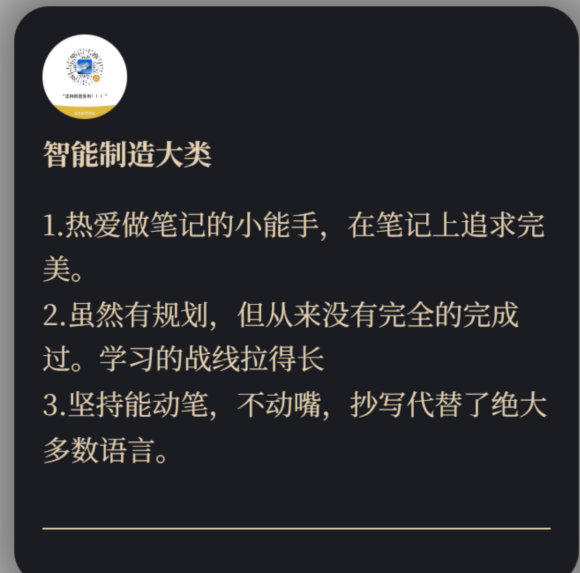 智能制造大类
1.热爱做笔记的小能手，在笔记上追求完
美。
2.虽然有规划，但从来没有完全的完成
过。学习的战线拉得长
3.坚持能动笔，不动嘴，抄写代替了绝大
多数语言。